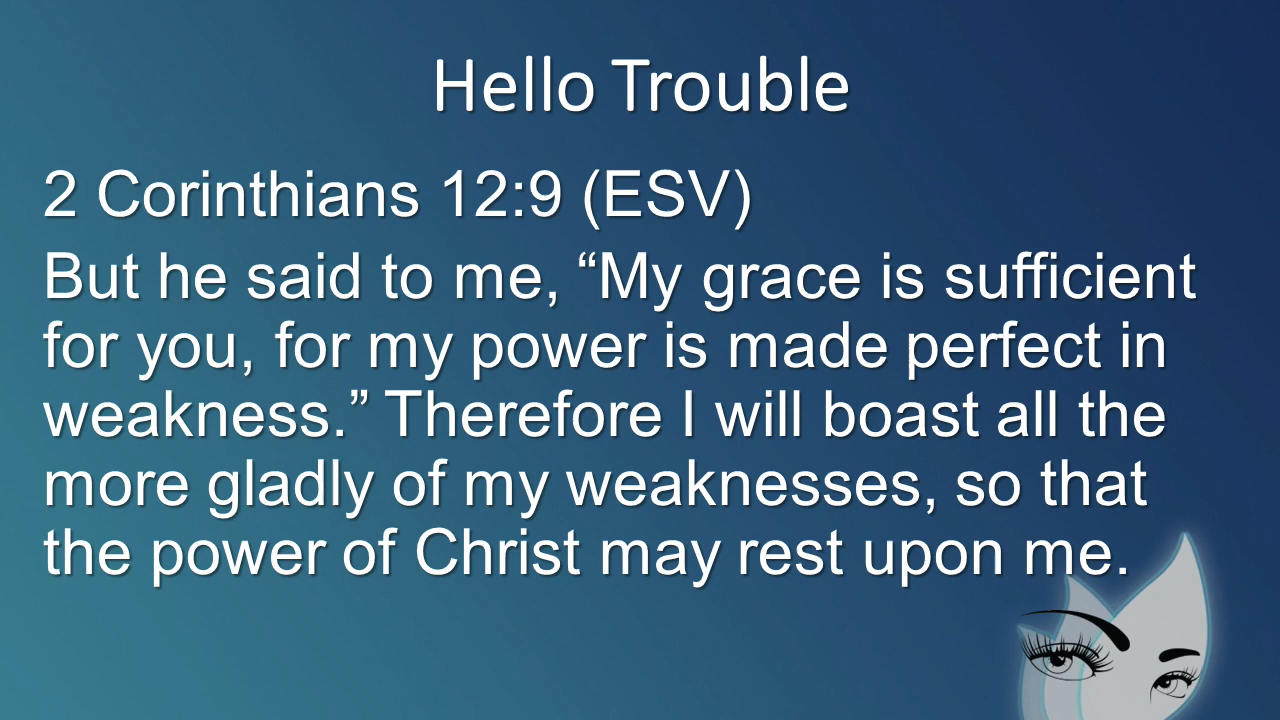 Hello Trouble
2 Corinthians 12:9 (ESV)
But he said to me, “My grace is sufficient
for you, for my power is made perfect in
weakness.” Therefore I will boast all the
more gladly of my weaknesses, so that
the power of Christ may rest upon me.